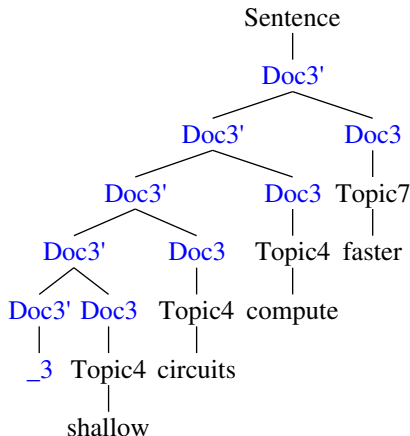 Sentence
Doc3'
Doc3' Doc3
Doc3' Doc3 Topic7
Doc3' Doc3 Topic4 faster
Doc3' Doc3 Topic4 compute
_3 Topic4 circuits
shallow